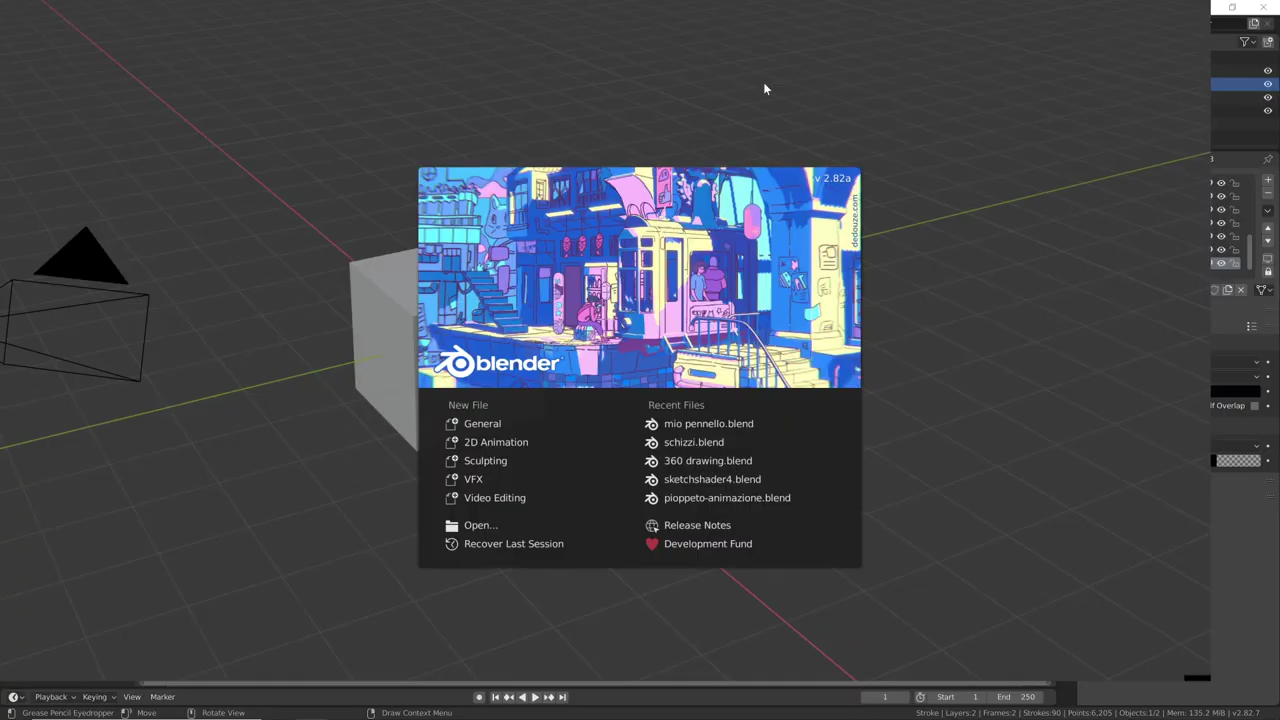 v 2.82a
dedouze.com
blender
New File
General
2D Animation
Sculpting
VFX
Video Editing
Open...
Recover Last Session
Recent Files
mio pennello.blend
schizzi.blend
360 drawing.blend
sketchshader4.blend
pioppeto-animazione.blend
Release Notes
Development Fund
Overlap
Playback View Marker
Keying
1
Start 1
End 250
Grease Pencil Eyedropper
Move
Rotate View
Draw Context Menu
Stroke | Layers:2 | Frames:2 | Strokes:90 | Points:6,205 | Objects:1/2 | Mem: 135.2 MiB | v2.82.7